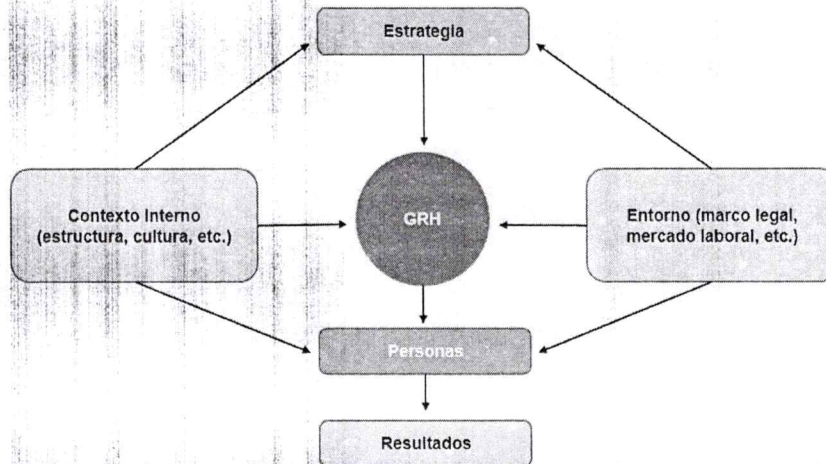 Estrategia
Contexto Interno
(estructura, cultura, etc.)
GRH
Entorno (marco legal,
mercado laboral, etc.)
Personas
Resultados